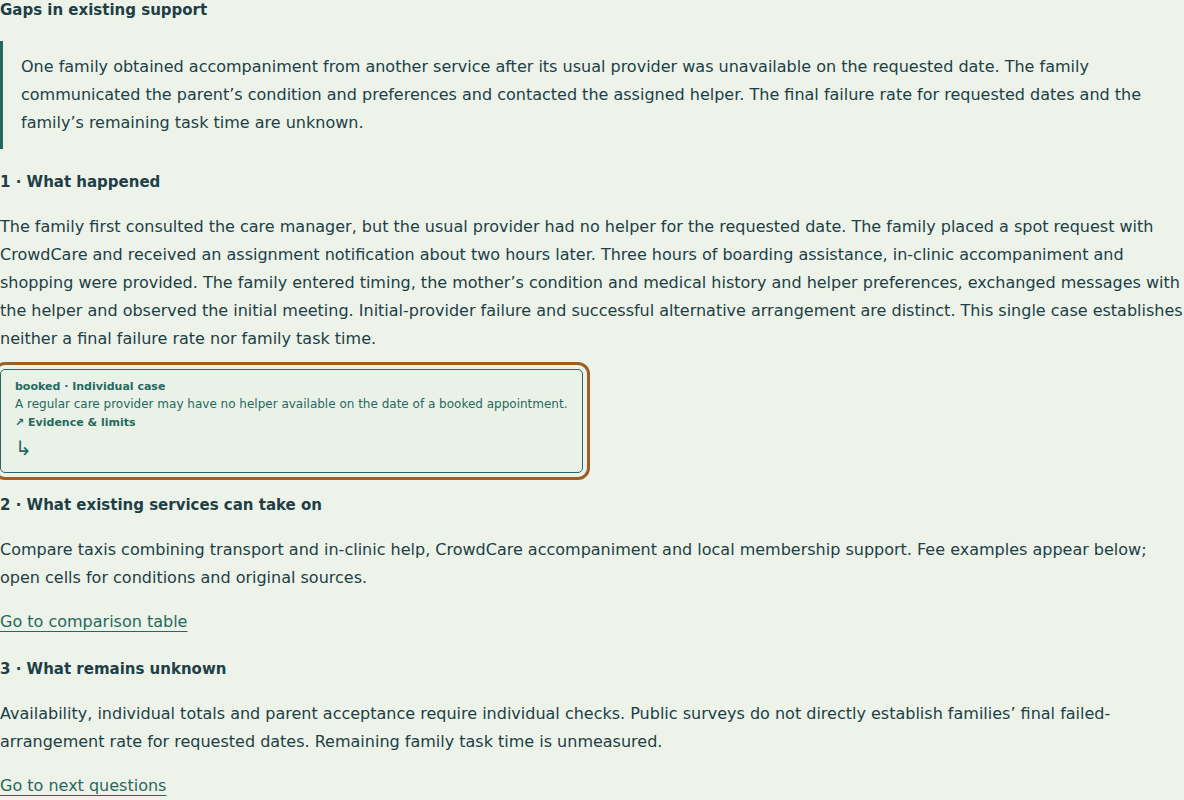 Gaps in existing support
One family obtained accompaniment from another service after its usual provider was unavailable on the requested date. The family
communicated the parent’s condition and preferences and contacted the assigned helper. The final failure rate for requested dates and the
family’s remaining task time are unknown.
1 · What happened
The family first consulted the care manager, but the usual provider had no helper for the requested date. The family placed a spot request with
CrowdCare and received an assignment notification about two hours later. Three hours of boarding assistance, in-clinic accompaniment and
shopping were provided. The family entered timing, the mother’s condition and medical history and helper preferences, exchanged messages with
the helper and observed the initial meeting. Initial-provider failure and successful alternative arrangement are distinct. This single case establishes
neither a final failure rate nor family task time.
booked · Individual case
A regular care provider may have no helper available on the date of a booked appointment.
↗ Evidence & limits
↳
2 · What existing services can take on
Compare taxis combining transport and in-clinic help, CrowdCare accompaniment and local membership support. Fee examples appear below;
open cells for conditions and original sources.
Go to comparison table
3 · What remains unknown
Availability, individual totals and parent acceptance require individual checks. Public surveys do not directly establish families’ final failed-
arrangement rate for requested dates. Remaining family task time is unmeasured.
Go to next questions